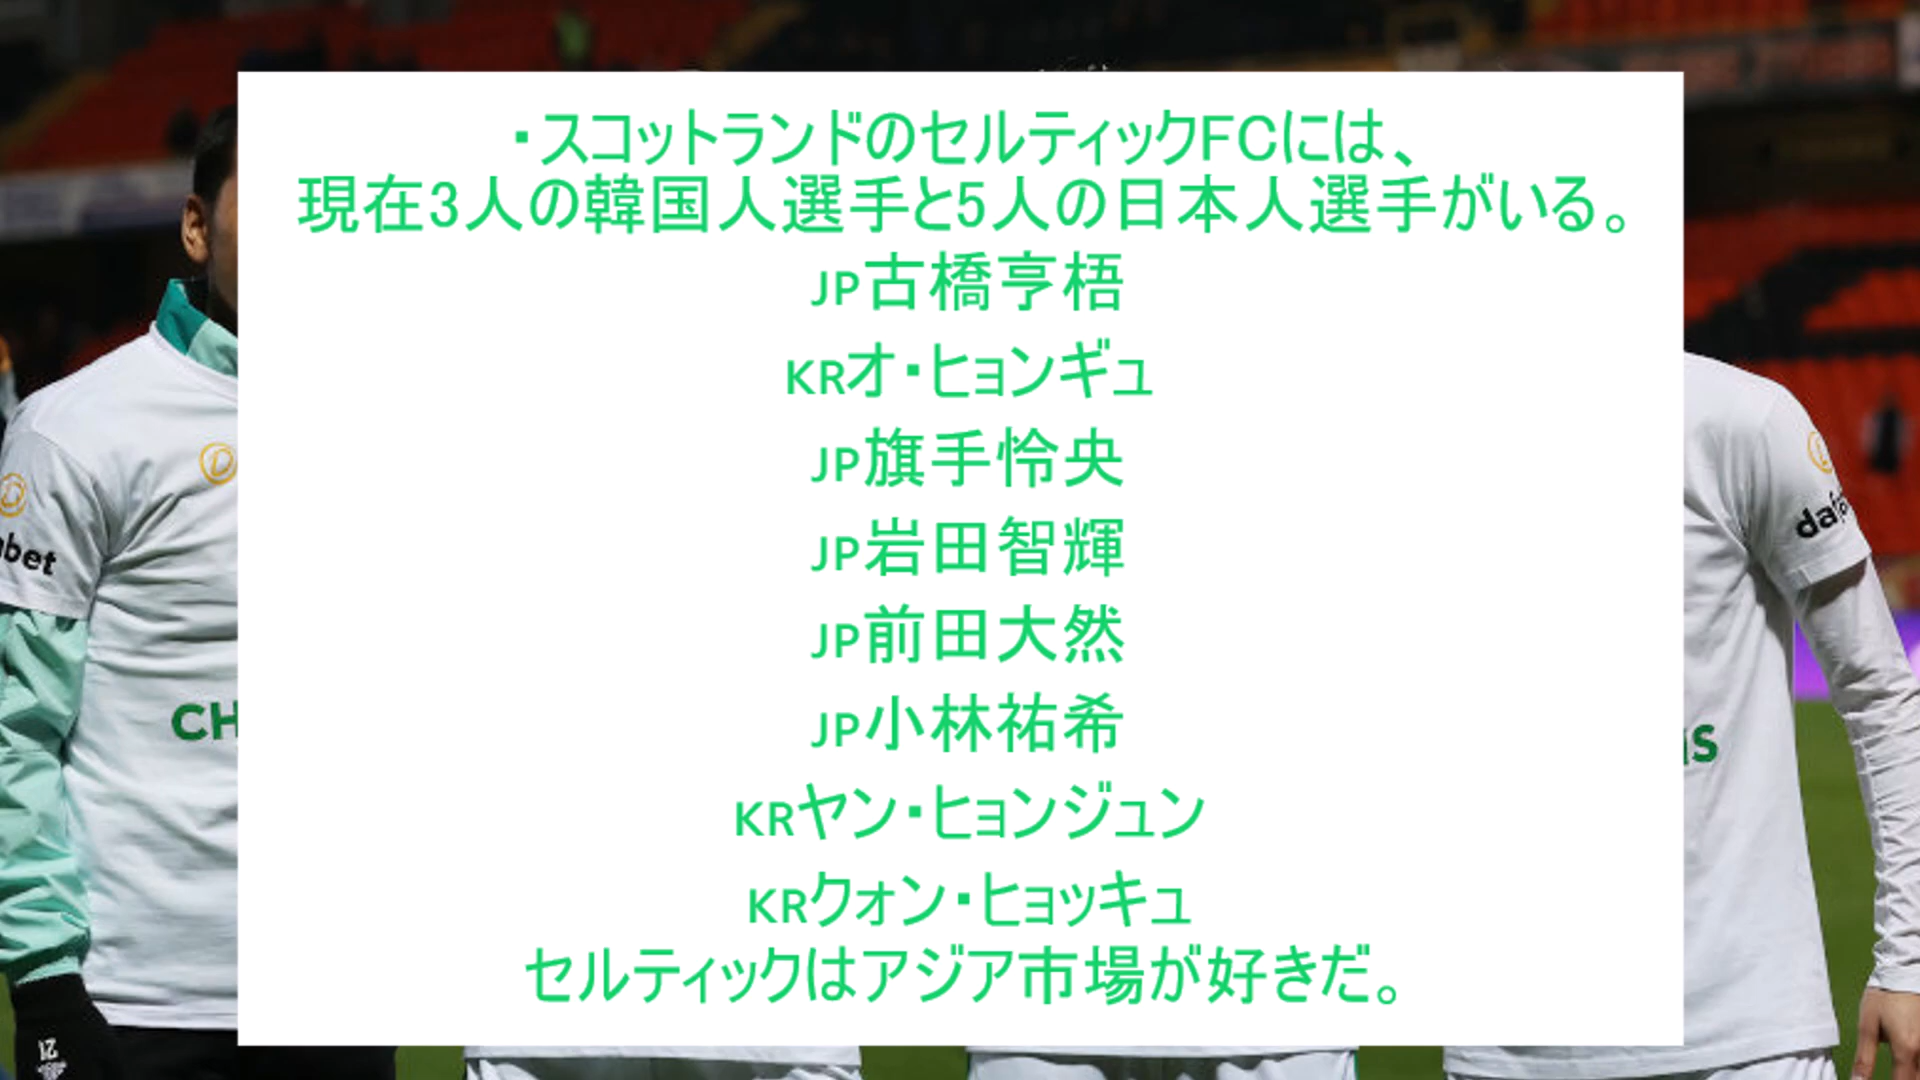 ・スコットランドのセルティックFCには、
現在3人の韓国人選手と5人の日本人選手がいる。
JP古橋亨梧
KRオ・ヒョンギュ
JP旗手怜央
JP岩田智輝
JP前田大然
JP小林祐希
KRヤン・ヒョンジュン
KRクォン・ヒョッキュ
セルティックはアジア市場が好きだ。
bet
CH
daf
S
21